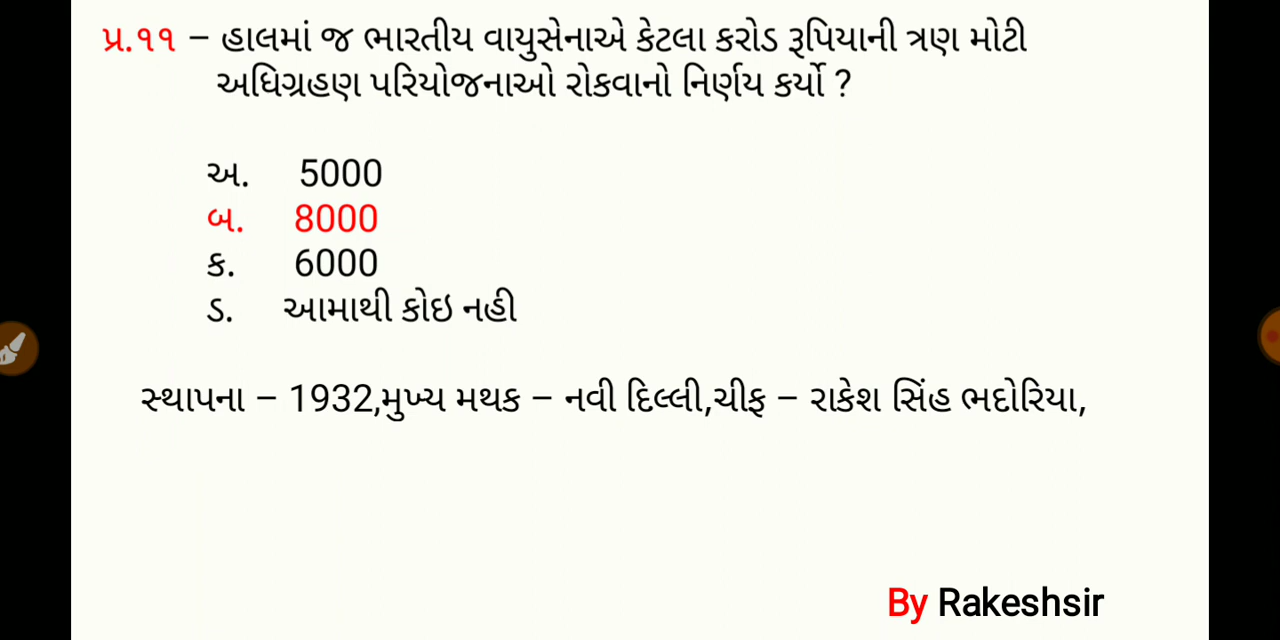 પ્ર.૧૧ – હાલમાં જ ભારતીય વાયુસેનાએ કેટલા કરોડ રૂપિયાની ત્રણ મોટી
અધિગ્રહણ પરિયોજનાઓ રોકવાનો નિર્ણય કર્યો ?
અ. 5000
બ. 8000
ક. 6000
ડ. આમાથી કોઇ નહી
સ્થાપના – 1932,મુખ્ય મથક – નવી દિલ્લી,ચીફ – રાકેશ સિંહ ભદોરિયા,
By Rakeshsir